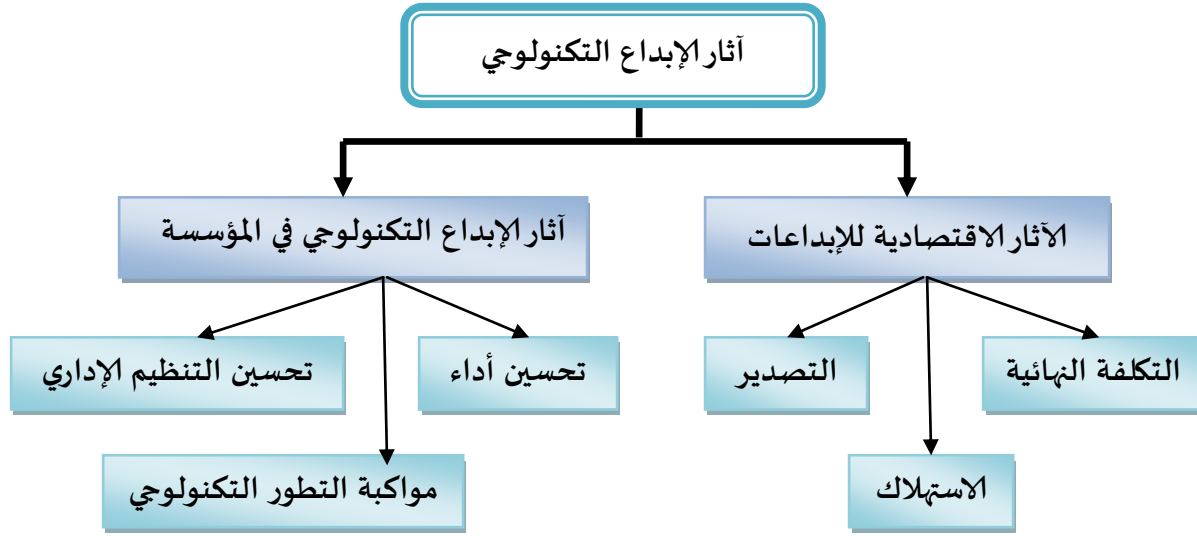 آثار الإبداع التكنولوجي
الآثار الاقتصادية للإبداعات
آثار الإبداع التكنولوجي في المؤسسة
التكلفة النهائية
التصدير
تحسين أداء
تحسين التنظيم الإداري
الاستهلاك
مواكبة التطور التكنولوجي